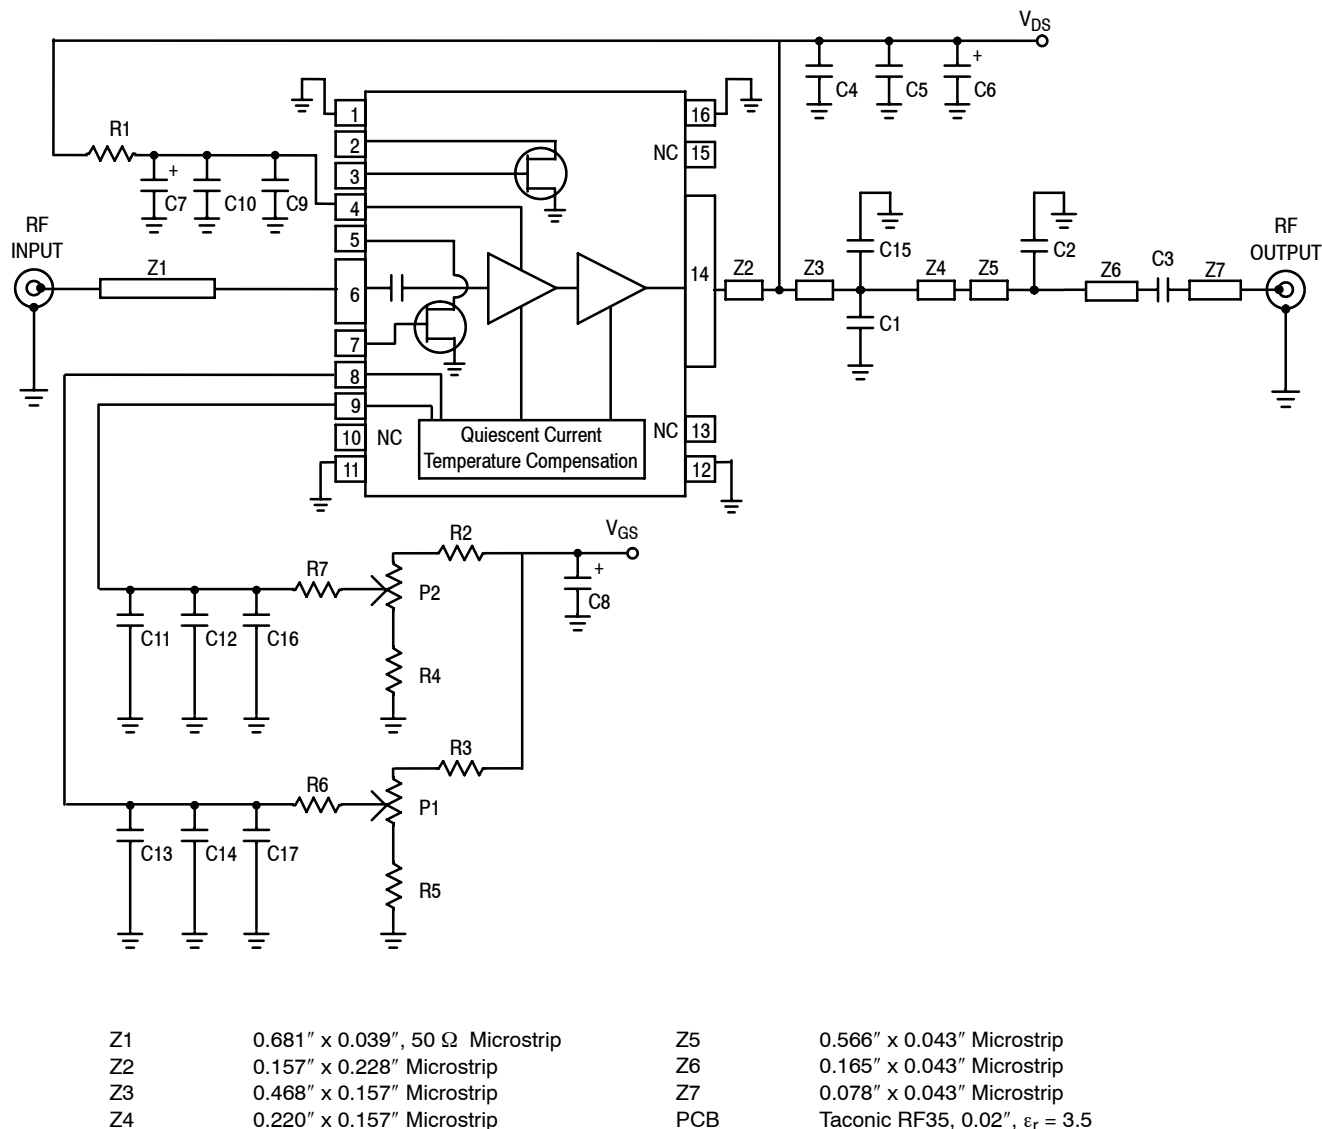 V_DS
C4 C5 C6 +
1
16
R1
2
NC 15
3
+
C7 C10 C9
4
RF
INPUT
5
C15
C2
RF
OUTPUT
Z1
6
14
Z2 Z3 Z4 Z5 Z6 C3 Z7
C1
7
8
9
10 NC
Quiescent Current
Temperature Compensation
NC 13
11
12
V_GS
R2
R7
P2
+
C8
C11 C12 C16
R4
R3
R6
P1
C13 C14 C17
R5
Z1 0.681″ x 0.039″, 50 Ω Microstrip Z5 0.566″ x 0.043″ Microstrip
Z2 0.157″ x 0.228″ Microstrip Z6 0.165″ x 0.043″ Microstrip
Z3 0.468″ x 0.157″ Microstrip Z7 0.078″ x 0.043″ Microstrip
Z4 0.220″ x 0.157″ Microstrip PCB Taconic RF35, 0.02″, ε_r = 3.5